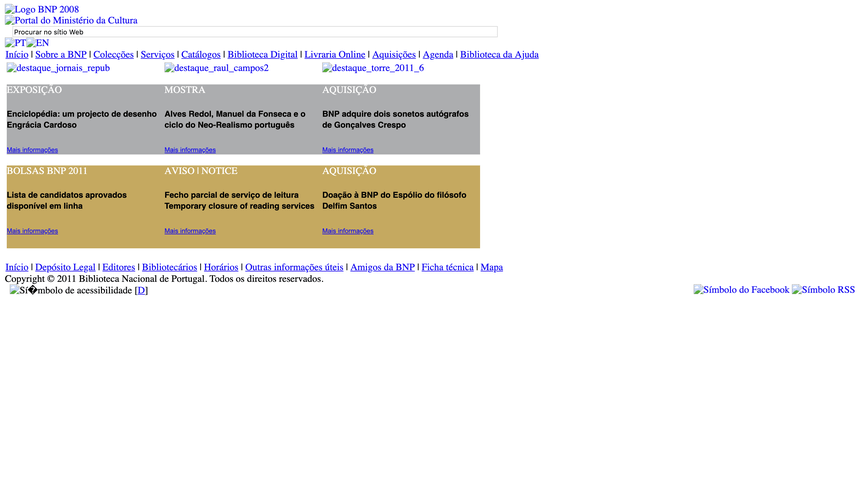 Logo BNP 2008
Portal do Ministério da Cultura
Procurar no sítio Web
PT EN
Início | Sobre a BNP | Colecções | Serviços | Catálogos | Biblioteca Digital | Livraria Online | Aquisições | Agenda | Biblioteca da Ajuda
destaque_jornais_repub destaque_raul_campos2 destaque_torre_2011_6
EXPOSIÇÃO
Enciclopédia: um projecto de desenho
Engrácia Cardoso
Mais informações
MOSTRA
Alves Redol, Manuel da Fonseca e o
ciclo do Neo-Realismo português
Mais informações
AQUISIÇÃO
BNP adquire dois sonetos autógrafos
de Gonçalves Crespo
Mais informações
BOLSAS BNP 2011
Lista de candidatos aprovados
disponível em linha
Mais informações
AVISO | NOTICE
Fecho parcial de serviço de leitura
Temporary closure of reading services
Mais informações
AQUISIÇÃO
Doação à BNP do Espólio do filósofo
Delfim Santos
Mais informações
Início | Depósito Legal | Editores | Bibliotecários | Horários | Outras informações úteis | Amigos da BNP | Ficha técnica | Mapa
Copyright © 2011 Biblioteca Nacional de Portugal. Todos os direitos reservados.
Sí�mbolo de acessibilidade [D]
Símbolo do Facebook Símbolo RSS